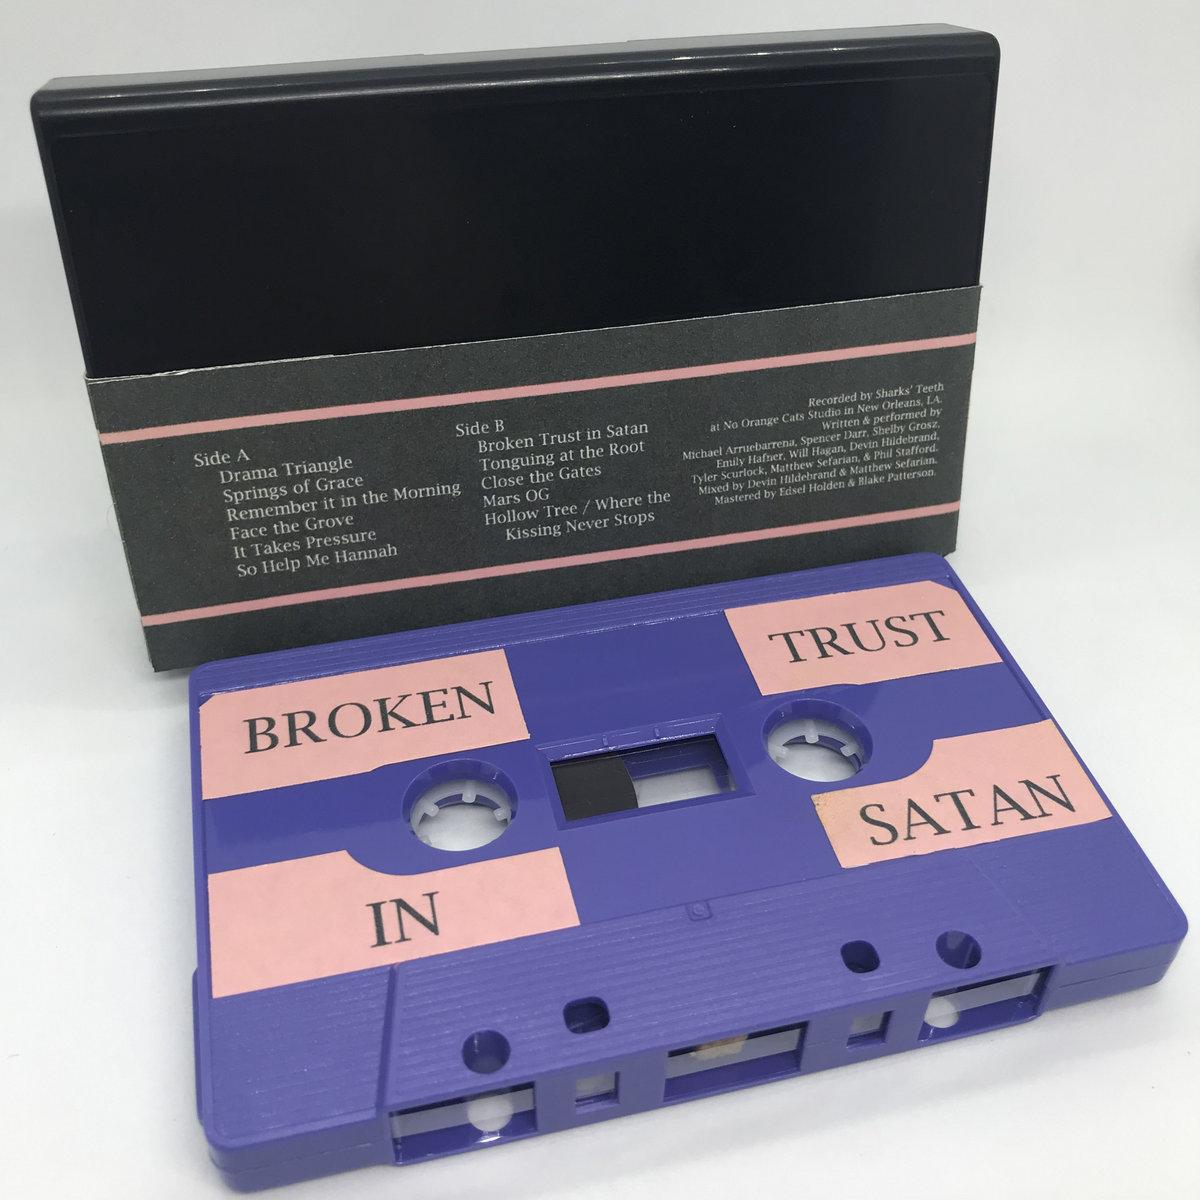 Side A
Drama Triangle
Springs of Grace
Remember it in the Morning
Face the Grove
It Takes Pressure
So Help Me Hannah
Side B
Broken Trust in Satan
Tonguing at the Root
Close the Gates
Mars OG
Hollow Tree / Where the
Kissing Never Stops
Recorded by Sharks' Teeth
at No Orange Cats Studio in New Orleans, LA.
Written & performed by
Michael Arruebarrena, Spencer Darr, Shelby Grosz,
Emily Hafner, Will Hagan, Devin Hildebrand,
Tyler Scurlock, Matthew Sefarian, & Phil Stafford.
Mixed by Devin Hildebrand & Matthew Sefarian.
Mastered by Edsel Holden & Blake Patterson.
BROKEN
TRUST
IN
SATAN